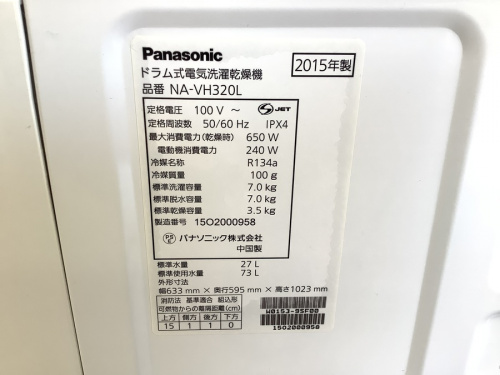 Panasonic
2015年製
ドラム式電気洗濯乾燥機
品番 NA-VH320L
定格電圧 100 V ～ S JET
定格周波数 50/60 Hz IPX4
最大消費電力(乾燥時) 650 W
電動機消費電力 240 W
冷媒名称 R134a
冷媒質量 100 g
標準洗濯容量 7.0 kg
標準脱水容量 7.0 kg
標準乾燥容量 3.5 kg
製造番号 15O2000958
PS E パナソニック株式会社
中国製
標準水量 27 L
標準使用水量 73 L
外形寸法
幅633 mm × 奥行595 mm × 高さ1023 mm
消防法 基準適合 組込形
可燃物からの離隔距離(cm)
上方 側方 後方 下方
15 1 1 0
W0153-9SF00
15O2000958